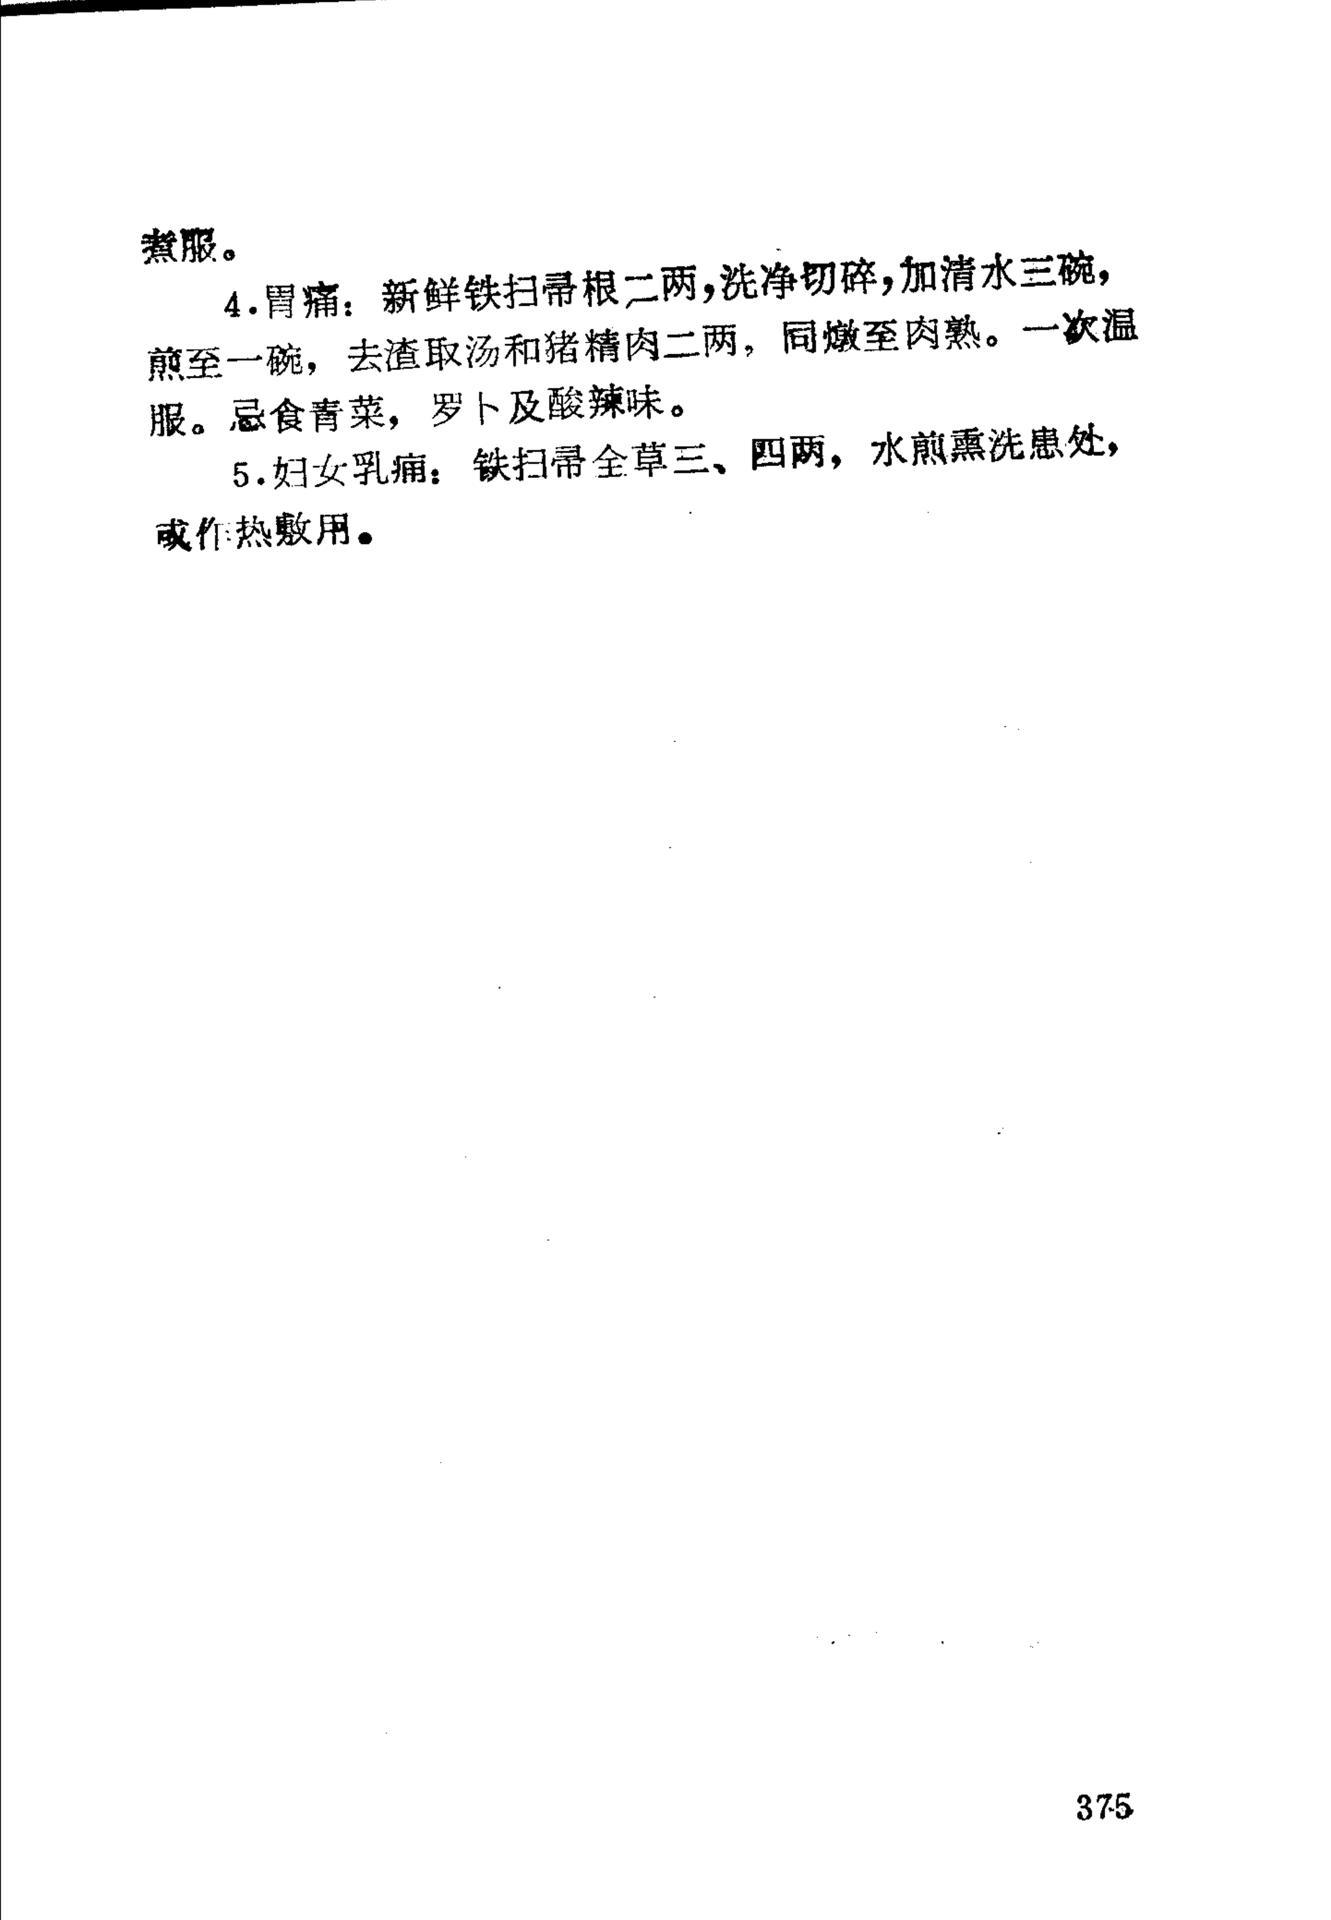 煮服。
4.胃痛：新鲜铁扫帚根二两，洗净切碎，加清水三碗，
煎至一碗，去渣取汤和猪精肉二两，同燉至肉熟。一次温
服。忌食青菜，罗卜及酸辣味。
5.妇女乳痈：铁扫帚全草三、四两，水煎熏洗患处，
或作热敷用。
375